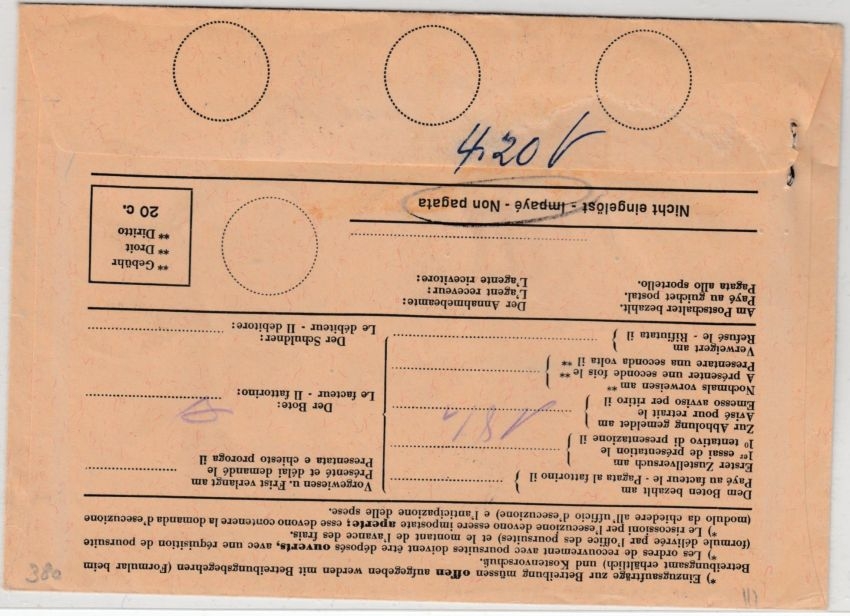 *) Einzugsaufträge zur Betreibung müssen offen aufgegeben werden mit Betreibungsbegehren (Formular beim
Betreibungsamt erhältlich) und Kostenvorschuß.
*) Les ordres de recouvrement avec poursuites doivent être déposés ouverts, avec une réquisition de poursuite
(formule délivrée par l'office des poursuites) et le montant de l'avance des frais.
*) Le riscossioni per l'esecuzione devono essere impostate aperte; esse devono contenere la domanda d'esecuzione
(modulo da chiedere all'ufficio d'esecuzione) e l'anticipazione delle spese.
Dem Boten bezahlt am
Payé au facteur le - Pagata al fattorino il
Erster Zustellversuch am
1er essai de présentation le
1º tentativo di presentazione il
Zur Abholung gemeldet am
Avisé pour retrait le
Emesso avviso per ritiro il
Nochmals vorweisen am **
A présenter une seconde fois le **
Presentare una seconda volta il **
Verweigert am
Refusé le - Rifiutata il
Vorgewiesen u. Frist verlangt am
Présenté et délai demandé le
Presentata e chiesto proroga il
Der Bote:
Le facteur - Il fattorino:
Der Schuldner:
Le débiteur - Il debitore:
Am Postschalter bezahlt.
Payé au guichet postal.
Pagata allo sportello.
Der Annahmebeamte:
L'agent receveur:
L'agente ricevitore:
** Gebühr
** Droit
** Diritto
20 c.
Nicht eingelöst - Impayé - Non pagata
4.20
380